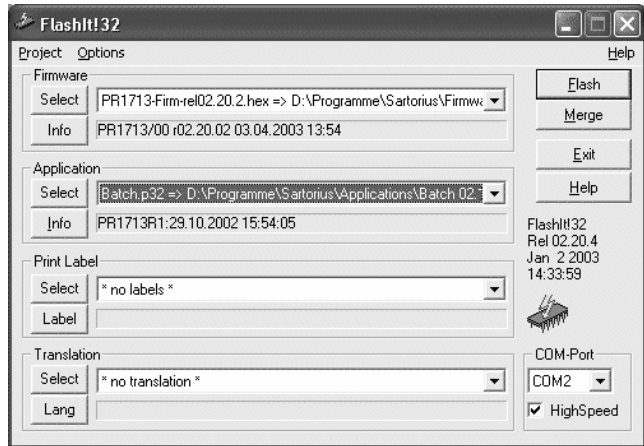 FlashIt!32
Project Options Help
Firmware
Select PR1713-Firm-rel02.20.2.hex => D:\Programme\Sartorius\Firmwa
Info PR1713/00 r02.20.02 03.04.2003 13:54
Application
Select Batch.p32 => D:\Programme\Sartorius\Applications\Batch 02.
Info PR1713R1:29.10.2002 15:54:05
Print Label
Select * no labels *
Label
Translation
Select * no translation *
Lang
Flash
Merge
Exit
Help
FlashIt!32
Rel 02.20.4
Jan 2 2003
14:33:59
COM-Port
COM2
HighSpeed